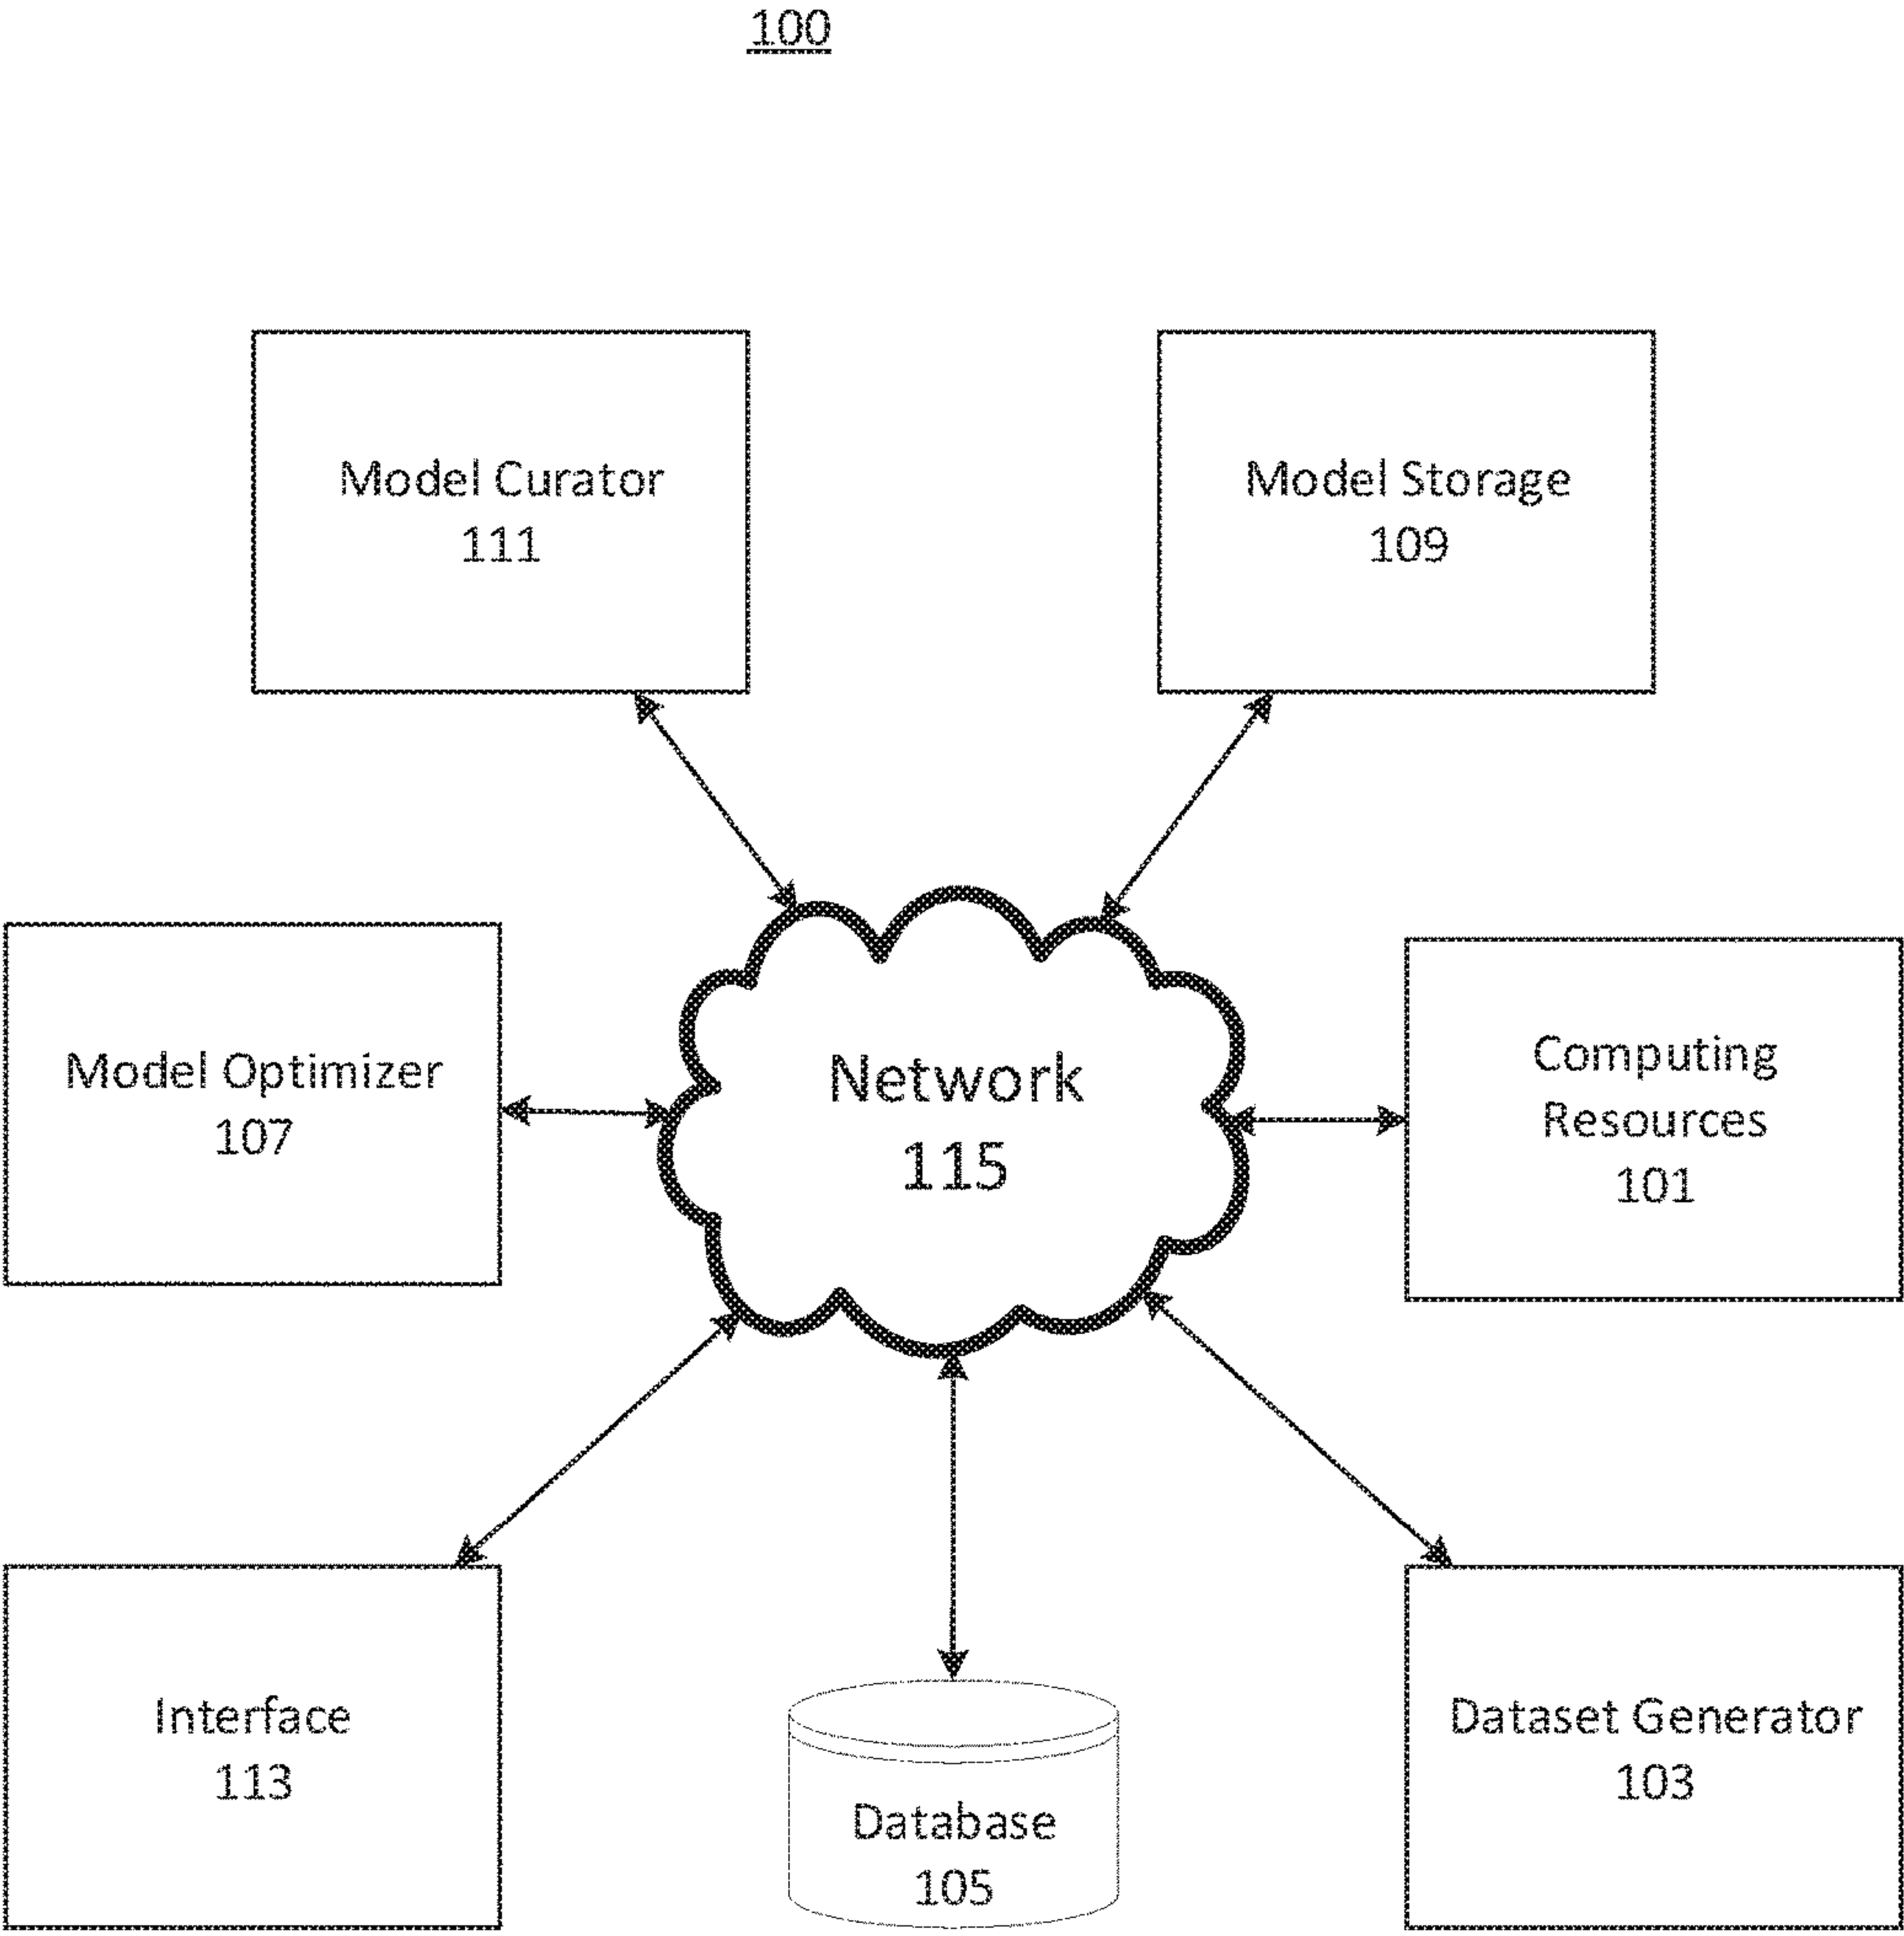 100
Model Curator
111
Model Storage
109
Model Optimizer
107
Network
115
Computing
Resources
101
Interface
113
Database
105
Dataset Generator
103